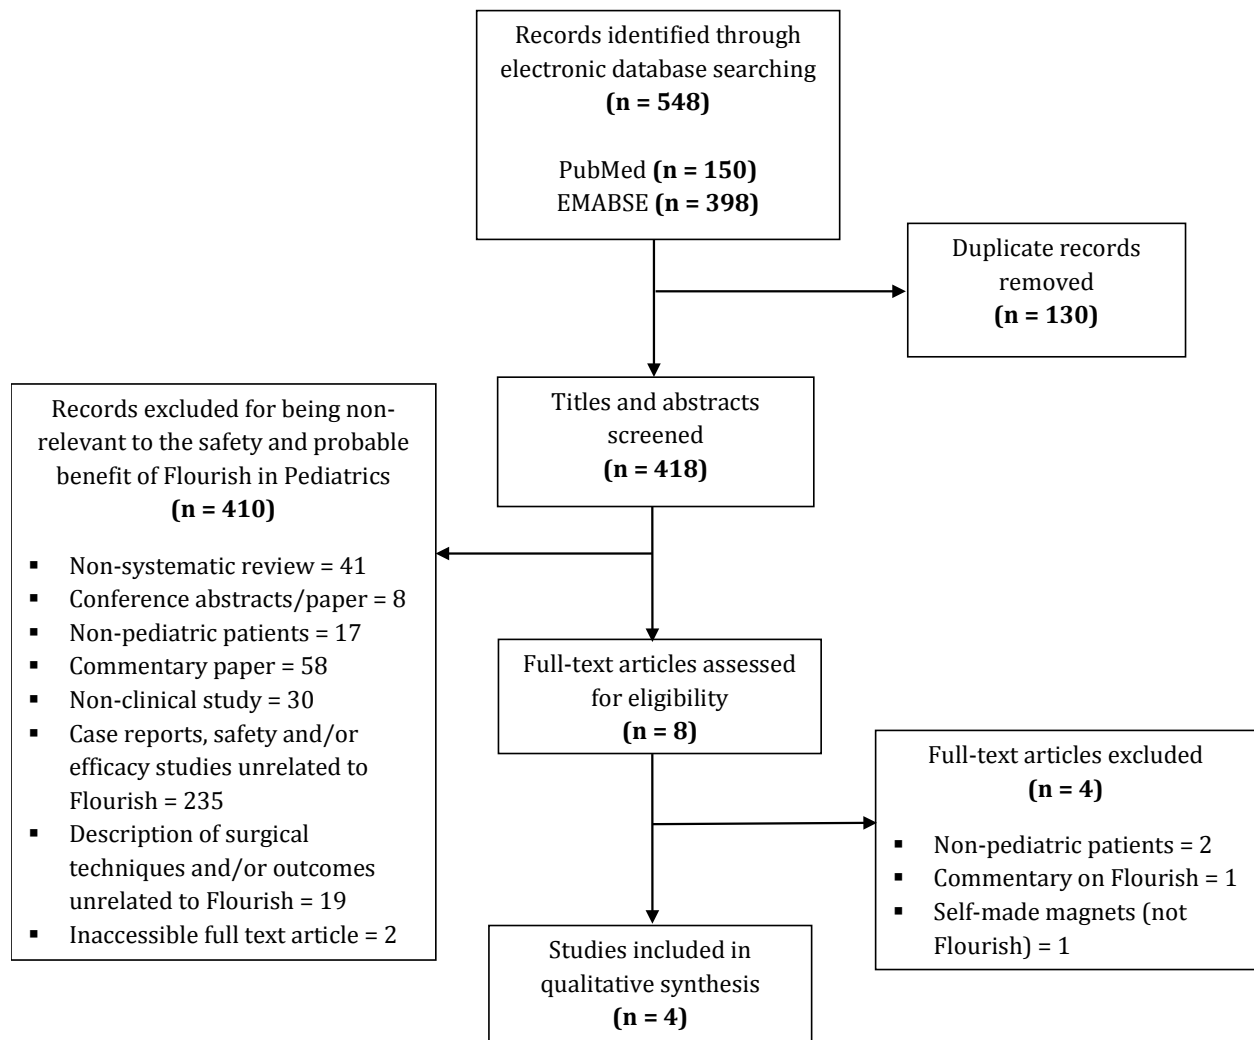 Records identified through
electronic database searching
(n = 548)
PubMed (n = 150)
EMABSE (n = 398)
Duplicate records
removed
(n = 130)
Titles and abstracts
screened
(n = 418)
Records excluded for being non-
relevant to the safety and probable
benefit of Flourish in Pediatrics
(n = 410)
▪ Non-systematic review = 41
▪ Conference abstracts/paper = 8
▪ Non-pediatric patients = 17
▪ Commentary paper = 58
▪ Non-clinical study = 30
▪ Case reports, safety and/or
efficacy studies unrelated to
Flourish = 235
▪ Description of surgical
techniques and/or outcomes
unrelated to Flourish = 19
▪ Inaccessible full text article = 2
Full-text articles assessed
for eligibility
(n = 8)
Full-text articles excluded
(n = 4)
▪ Non-pediatric patients = 2
▪ Commentary on Flourish = 1
▪ Self-made magnets (not
Flourish) = 1
Studies included in
qualitative synthesis
(n = 4)